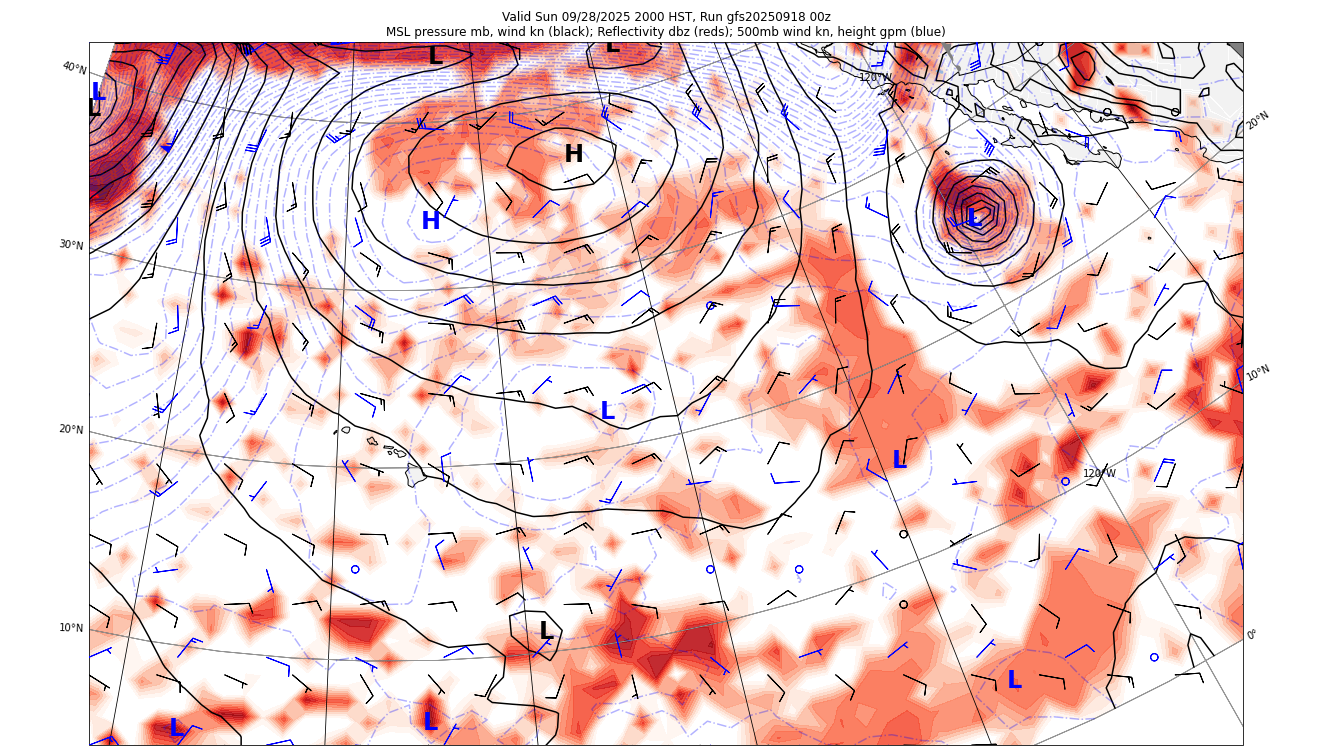 Valid Sun 09/28/2025 2000 HST, Run gfs20250918 00z
MSL pressure mb, wind kn (black); Reflectivity dbz (reds); 500mb wind kn, height gpm (blue)
L
L
40°N
120°W
L
L
20°N
H
H
L
30°N
10°N
L
20°N
L
120°W
10°N
L
0°
L
L
L